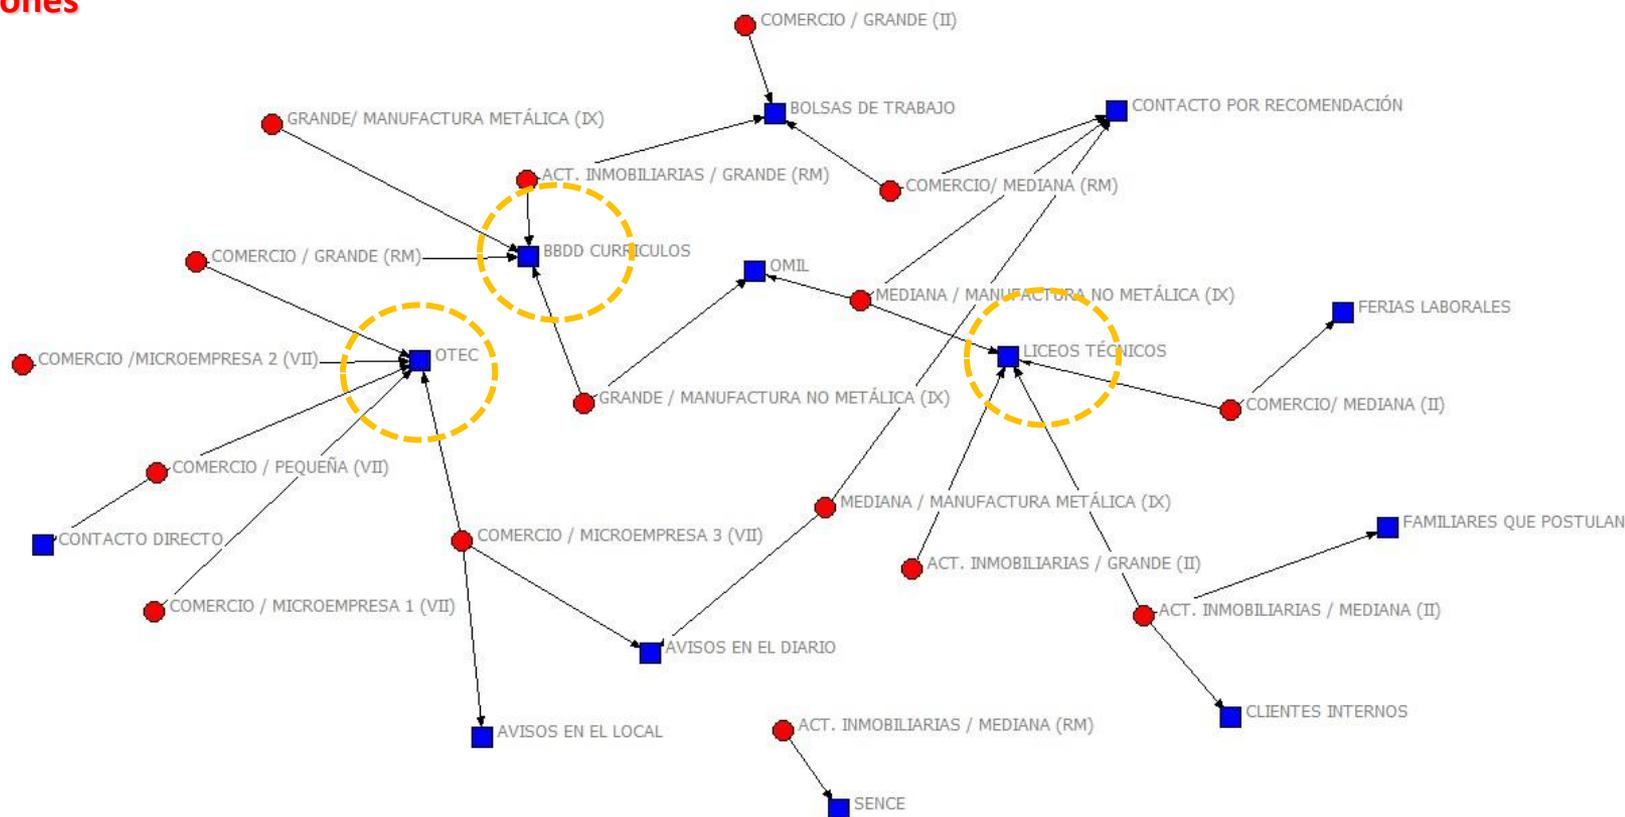 ones
COMERCIO / GRANDE (II)
BOLSAS DE TRABAJO
CONTACTO POR RECOMENDACIÓN
GRANDE/ MANUFACTURA METÁLICA (IX)
ACT. INMOBILIARIAS / GRANDE (RM)
COMERCIO/ MEDIANA (RM)
COMERCIO / GRANDE (RM)
BBDD CURRICULOS
OMIL
MEDIANA / MANUFACTURA NO METÁLICA (IX)
FERIAS LABORALES
COMERCIO /MICROEMPRESA 2 (VII)
OTEC
LICEOS TÉCNICOS
GRANDE / MANUFACTURA NO METÁLICA (IX)
COMERCIO/ MEDIANA (II)
COMERCIO / PEQUEÑA (VII)
MEDIANA / MANUFACTURA METÁLICA (IX)
FAMILIARES QUE POSTULAN
CONTACTO DIRECTO
COMERCIO / MICROEMPRESA 3 (VII)
ACT. INMOBILIARIAS / GRANDE (II)
COMERCIO / MICROEMPRESA 1 (VII)
ACT. INMOBILIARIAS / MEDIANA (II)
AVISOS EN EL DIARIO
CLIENTES INTERNOS
AVISOS EN EL LOCAL
ACT. INMOBILIARIAS / MEDIANA (RM)
SENCE